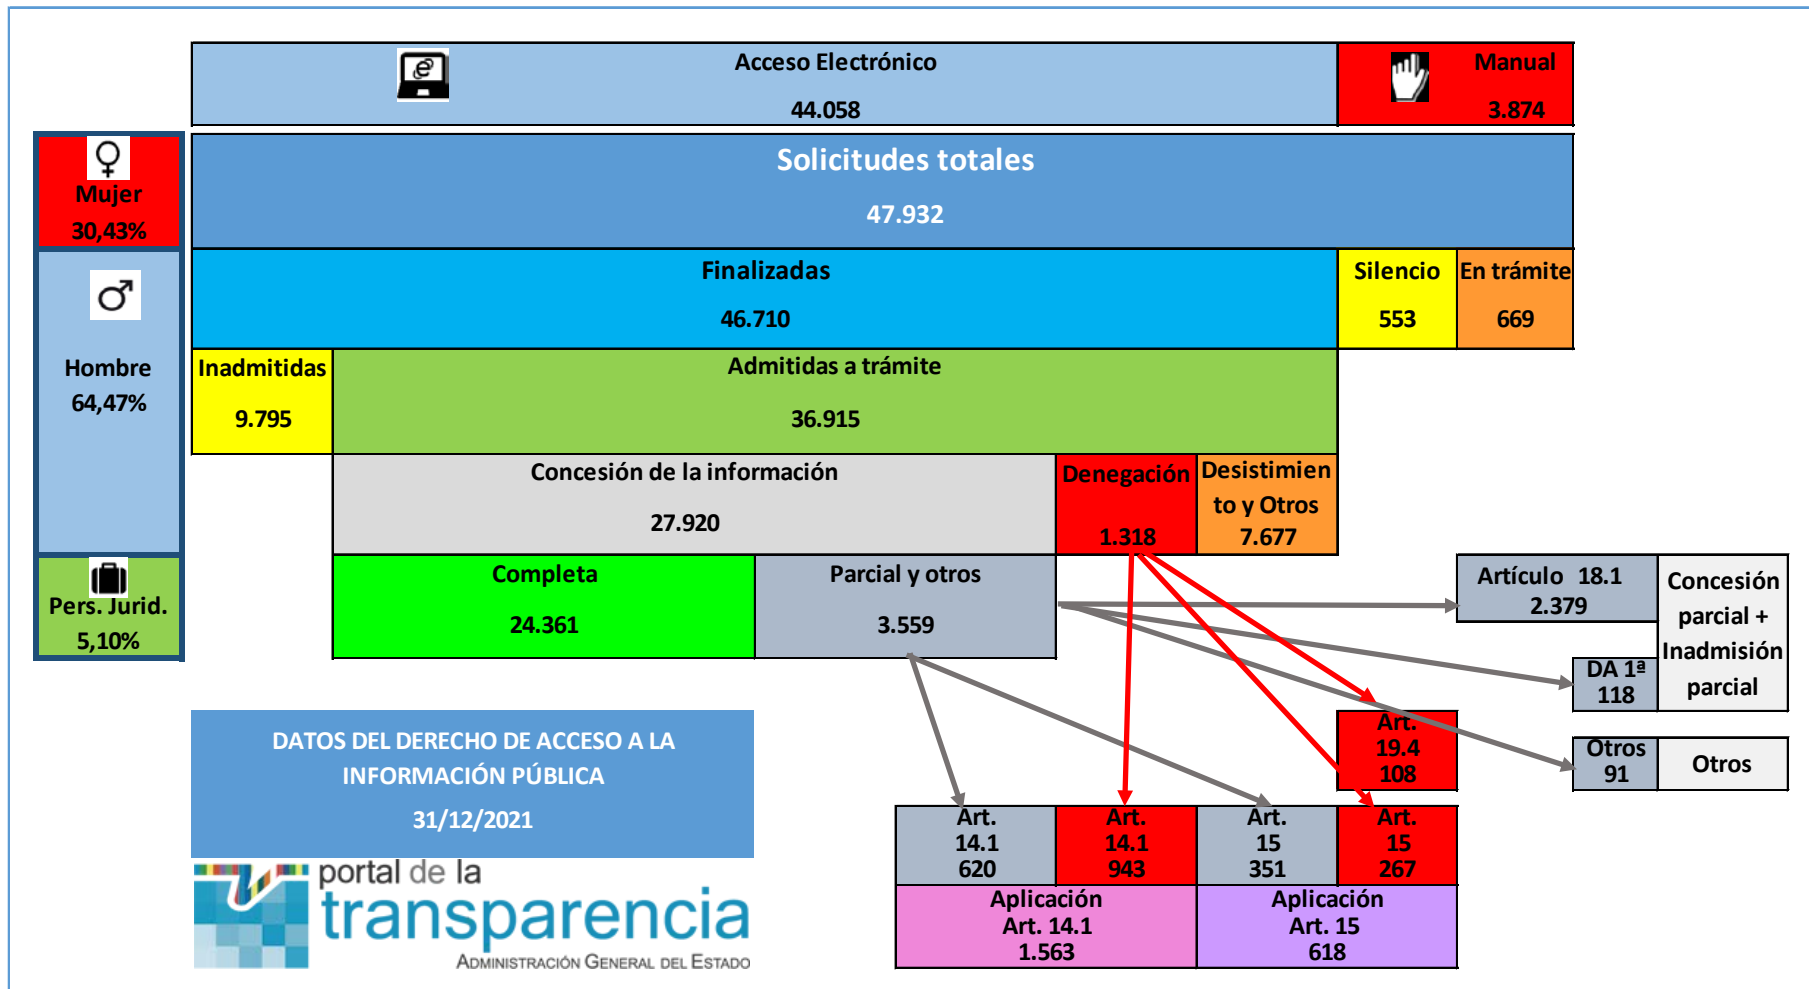 Acceso Electrónico
44.058
Manual
3.874
Mujer
30,43%
Solicitudes totales
47.932
Hombre
64,47%
Finalizadas
46.710
Silencio
553
En trámite
669
Inadmitidas
9.795
Admitidas a trámite
36.915
Concesión de la información
27.920
Denegación
1.318
Desistimien
to y Otros
7.677
Pers. Jurid.
5,10%
Completa
24.361
Parcial y otros
3.559
Artículo 18.1
2.379
Concesión
parcial +
Inadmisión
parcial
DA 1ª
118
Otros
91
Otros
Art.
19.4
108
DATOS DEL DERECHO DE ACCESO A LA
INFORMACIÓN PÚBLICA
31/12/2021
Art.
14.1
620
Art.
14.1
943
Art.
15
351
Art.
15
267
Aplicación
Art. 14.1
1.563
Aplicación
Art. 15
618
portal de la
transparencia
ADMINISTRACIÓN GENERAL DEL ESTADO